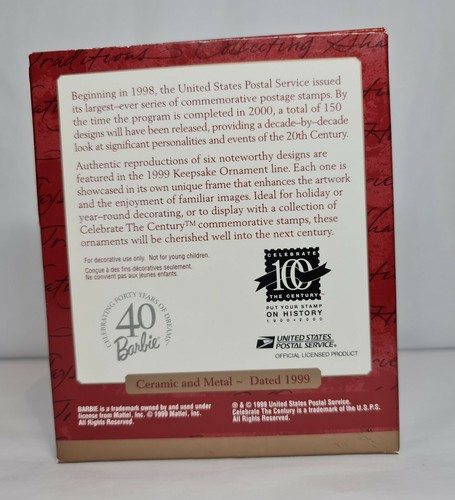 Beginning in 1998, the United States Postal Service issued
its largest-ever series of commemorative postage stamps. By
the time the program is completed in 2000, a total of 150
designs will have been released, providing a decade-by-decade
look at significant personalities and events of the 20th Century.
Authentic reproductions of six noteworthy designs are
featured in the 1999 Keepsake Ornament line. Each one is
showcased in its own unique frame that enhances the artwork
and the enjoyment of familiar images. Ideal for holiday or
year-round decorating, or to display with a collection of
Celebrate The Century™ commemorative stamps, these
ornaments will be cherished well into the next century.
For decorative use only. Not for young children.
Conçue à des fins décoratives seulement.
Ne convient pas aux jeunes enfants.
CELEBRATE
100
THE CENTURY
PUT YOUR STAMP
ON HISTORY
1900-2000
UNITED STATES
POSTAL SERVICE®
OFFICIAL LICENSED PRODUCT
CELEBRATING FORTY YEARS OF DREAMS
40
Barbie
Ceramic and Metal ~ Dated 1999
BARBIE is a trademark owned by and used under
license from Mattel, Inc. © 1999 Mattel, Inc.
All Rights Reserved.
® & © 1998 United States Postal Service.
Celebrate The Century is a trademark of the U.S.P.S.
All Rights Reserved.